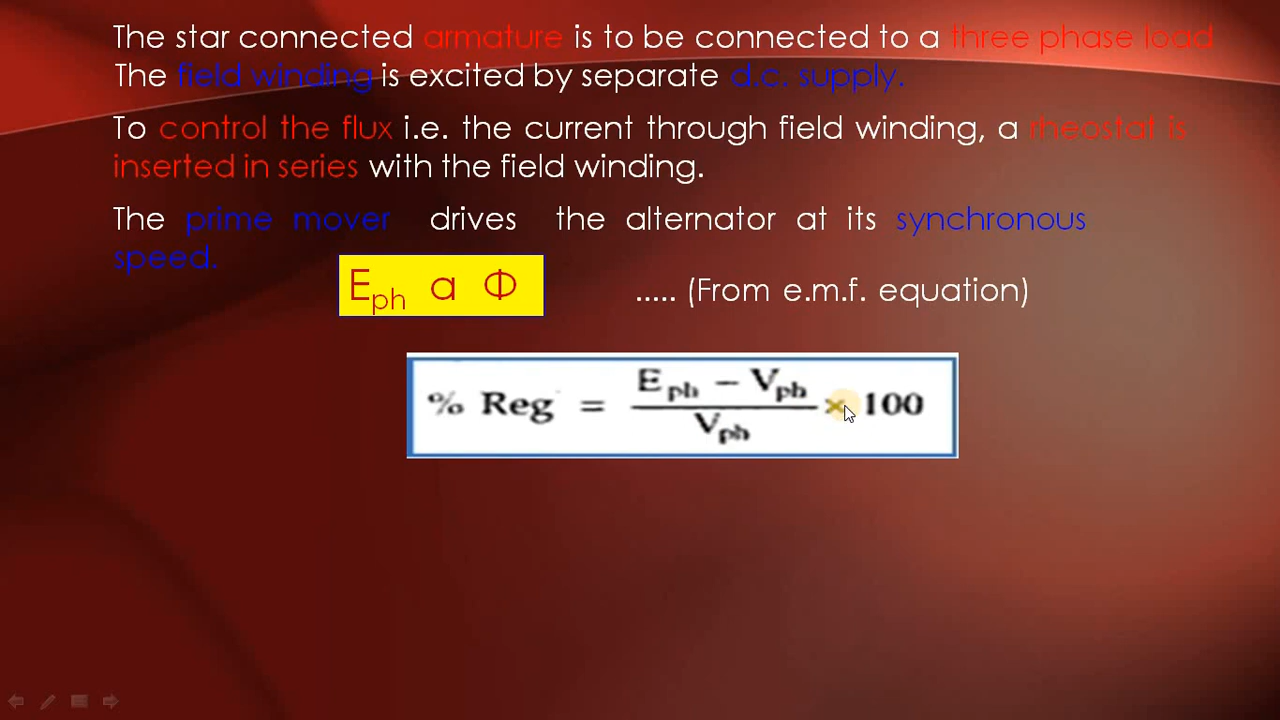 The star connected armature is to be connected to a three phase load
The field winding is excited by separate d.c. supply.
To control the flux i.e. the current through field winding, a rheostat is
inserted in series with the field winding.
The prime mover drives the alternator at its synchronous
speed.
Eph a Φ ..... (From e.m.f. equation)
% Reg = Eph - Vph / Vph × 100